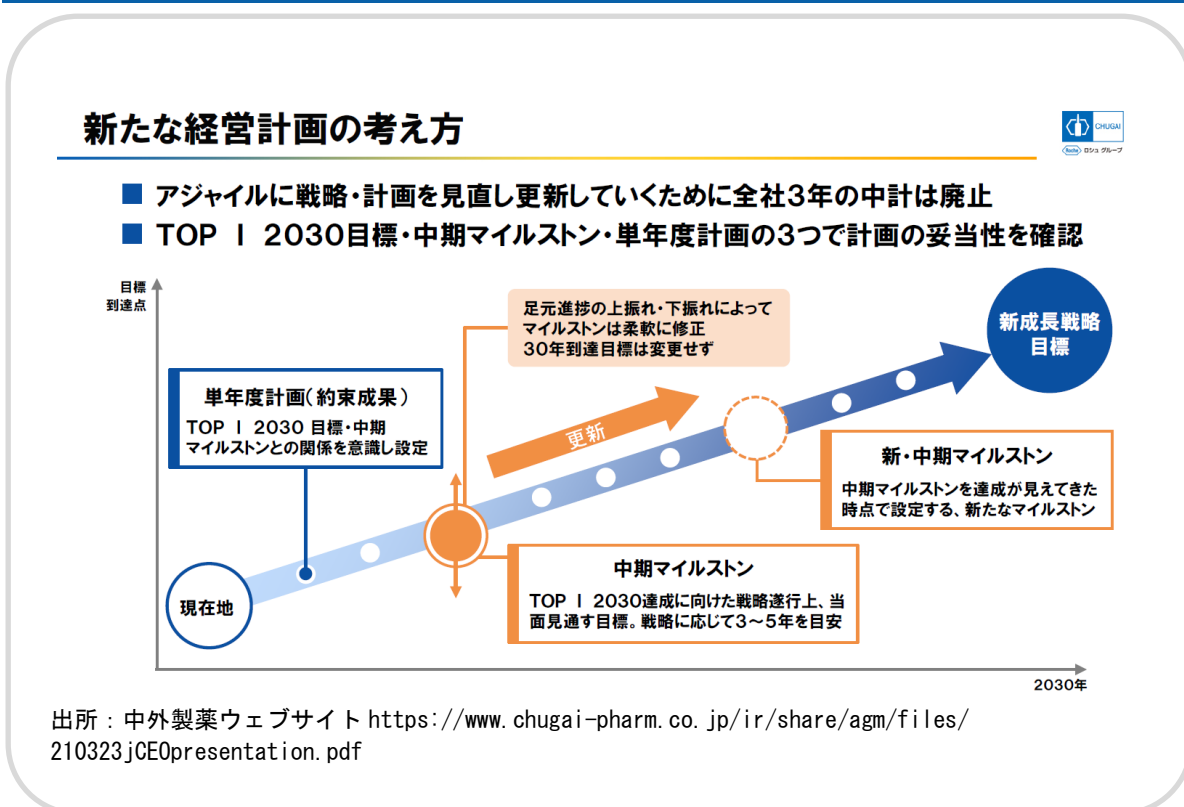 新たな経営計画の考え方
CHUGAI
Roche ロシュ グループ
■ アジャイルに戦略・計画を見直し更新していくために全社3年の中計は廃止
■ TOP I 2030目標・中期マイルストン・単年度計画の3つで計画の妥当性を確認
目標
到達点
足元進捗の上振れ・下振れによって
マイルストンは柔軟に修正
30年到達目標は変更せず
新成長戦略
目標
単年度計画(約束成果)
TOP I 2030 目標・中期
マイルストンとの関係を意識し設定
更新
新・中期マイルストン
中期マイルストンを達成が見えてきた
時点で設定する、新たなマイルストン
中期マイルストン
TOP I 2030達成に向けた戦略遂行上、当
面見通す目標。戦略に応じて3～5年を目安
現在地
2030年
出所：中外製薬ウェブサイト https://www.chugai-pharm.co.jp/ir/share/agm/files/
210323jCEOpresentation.pdf